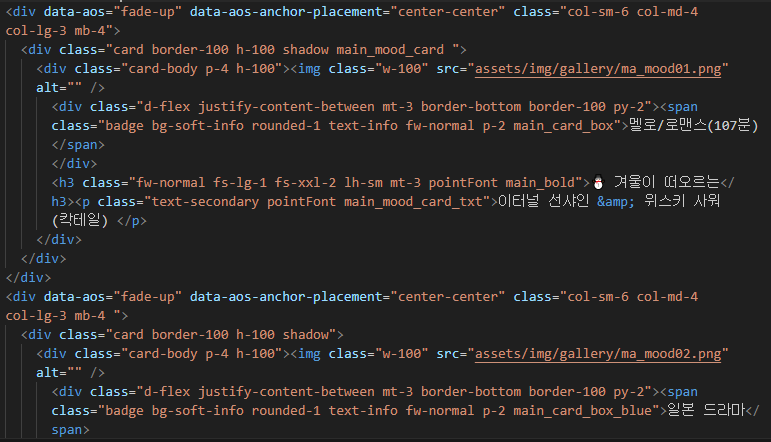 <div data-aos="fade-up" data-aos-anchor-placement="center-center" class="col-sm-6 col-md-4
col-lg-3 mb-4">
<div class="card border-100 h-100 shadow main_mood_card ">
<div class="card-body p-4 h-100"><img class="w-100" src="assets/img/gallery/ma_mood01.png"
alt="" />
<div class="d-flex justify-content-between mt-3 border-bottom border-100 py-2"><span
class="badge bg-soft-info rounded-1 text-info fw-normal p-2 main_card_box">멜로/로맨스(107분)
</span>
</div>
<h3 class="fw-normal fs-lg-1 fs-xxl-2 lh-sm mt-3 pointFont main_bold">⛄ 겨울이 떠오르는</
h3><p class="text-secondary pointFont main_mood_card_txt">이터널 선샤인 &amp; 위스키 사워
(칵테일) </p>
</div>
</div>
</div>
<div data-aos="fade-up" data-aos-anchor-placement="center-center" class="col-sm-6 col-md-4
col-lg-3 mb-4 ">
<div class="card border-100 h-100 shadow">
<div class="card-body p-4 h-100"><img class="w-100" src="assets/img/gallery/ma_mood02.png"
alt="" />
<div class="d-flex justify-content-between mt-3 border-bottom border-100 py-2"><span
class="badge bg-soft-info rounded-1 text-info fw-normal p-2 main_card_box_blue">일본 드라마</
span>